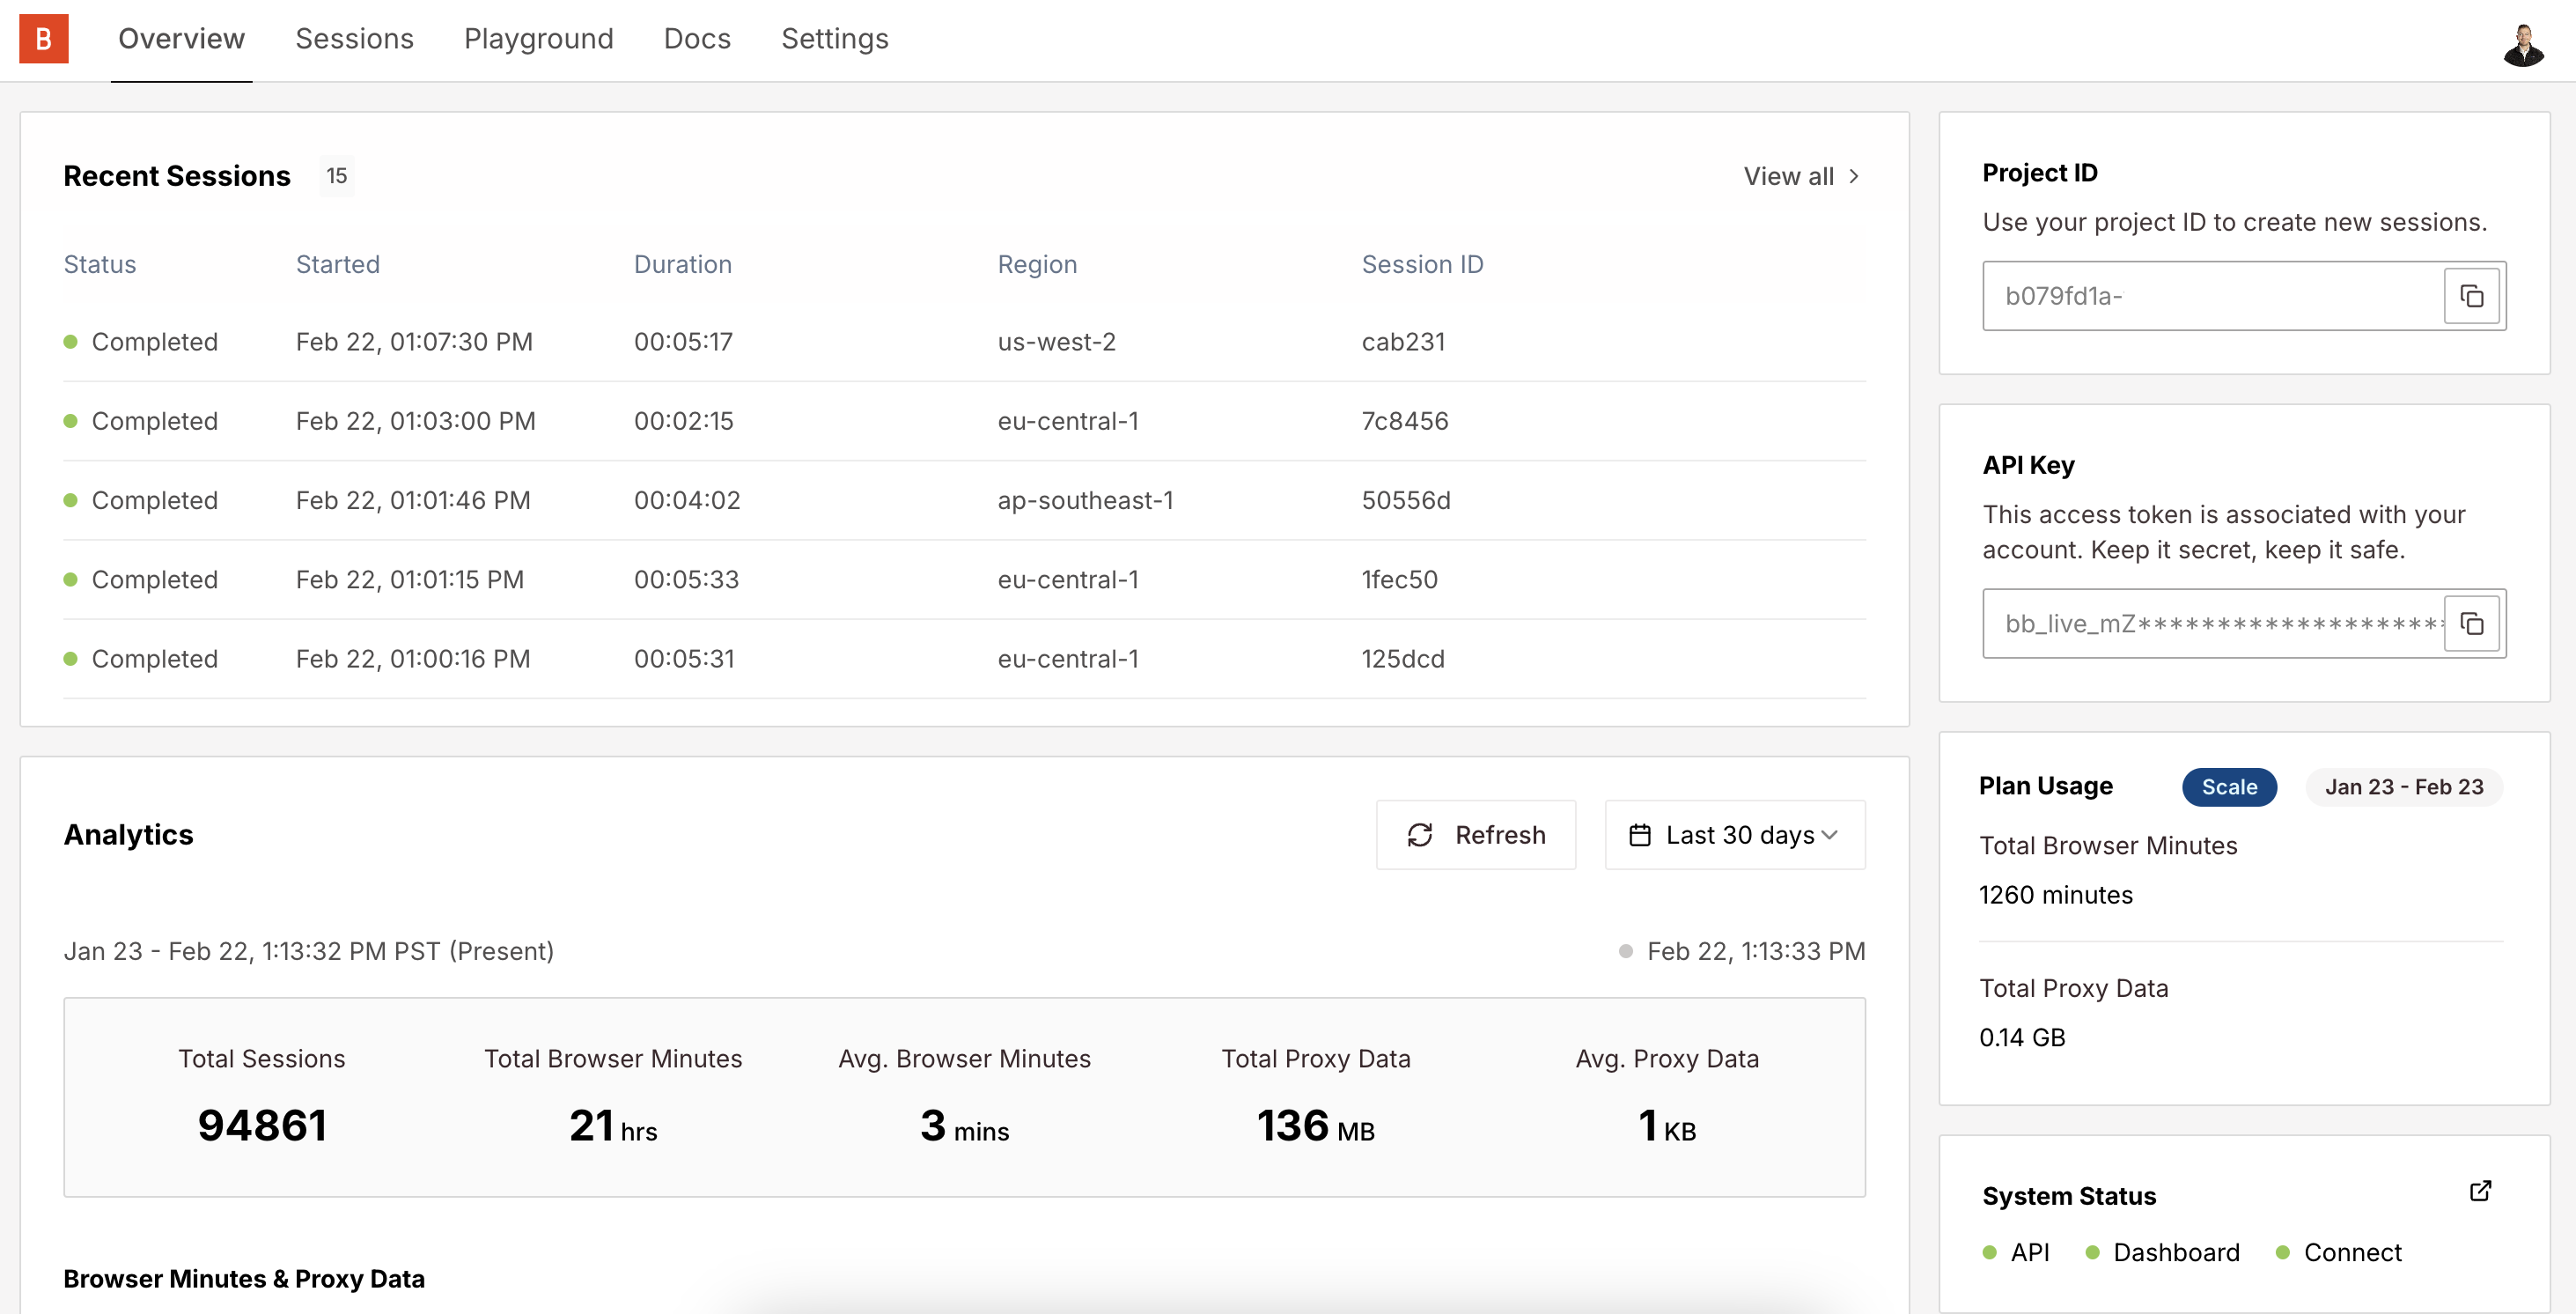 B
Overview
Sessions
Playground
Docs
Settings
Recent Sessions 15
View all
Status Started Duration Region Session ID
Completed Feb 22, 01:07:30 PM 00:05:17 us-west-2 cab231
Completed Feb 22, 01:03:00 PM 00:02:15 eu-central-1 7c8456
Completed Feb 22, 01:01:46 PM 00:04:02 ap-southeast-1 50556d
Completed Feb 22, 01:01:15 PM 00:05:33 eu-central-1 1fec50
Completed Feb 22, 01:00:16 PM 00:05:31 eu-central-1 125dcd
Analytics
Refresh
Last 30 days
Jan 23 - Feb 22, 1:13:32 PM PST (Present)
Feb 22, 1:13:33 PM
Total Sessions
94861
Total Browser Minutes
21 hrs
Avg. Browser Minutes
3 mins
Total Proxy Data
136 MB
Avg. Proxy Data
1 KB
Browser Minutes & Proxy Data
Project ID
Use your project ID to create new sessions.
b079fd1a-
API Key
This access token is associated with your
account. Keep it secret, keep it safe.
bb_live_mZ********************
Plan Usage Scale Jan 23 - Feb 23
Total Browser Minutes
1260 minutes
Total Proxy Data
0.14 GB
System Status
API Dashboard Connect